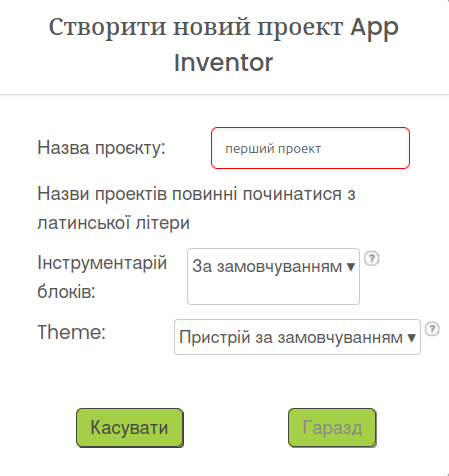 Створити новий проект App
Inventor
Назва проєкту:
перший проект
Назви проектів повинні починатися з
латинської літери
Інструментарій
блоків:
За замовчуванням ▾
?
Theme:
Пристрій за замовчуванням ▾
?
Касувати
Гаразд